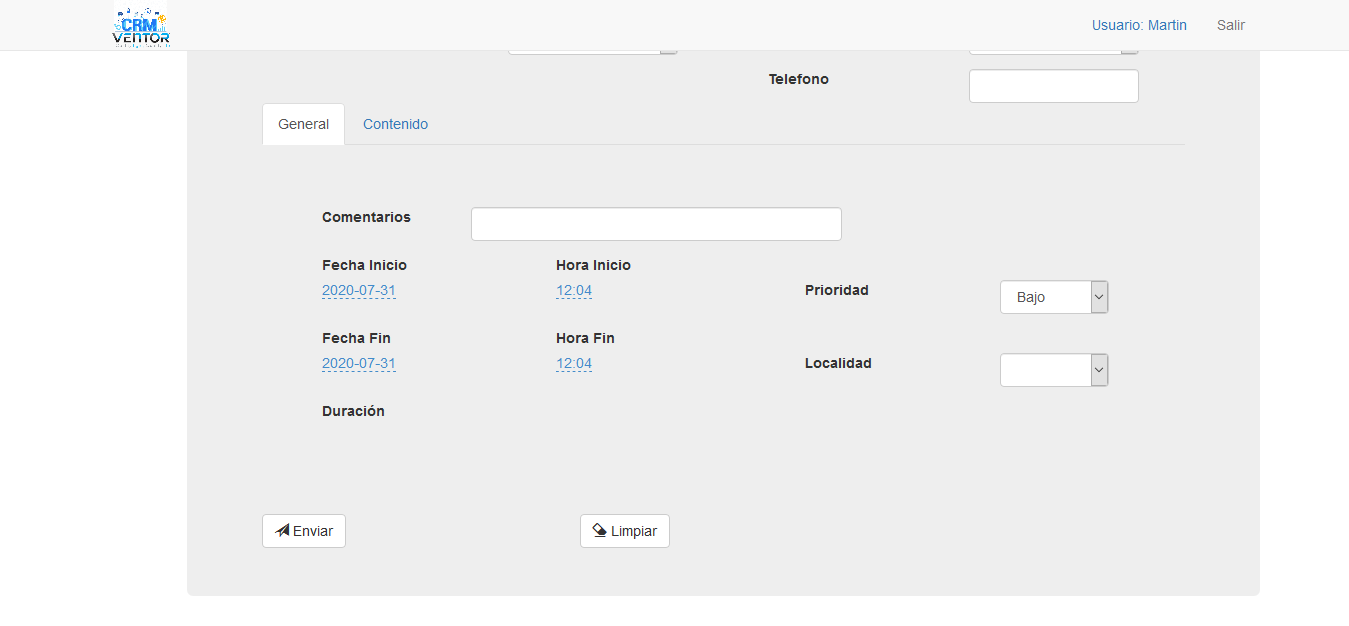 CRM
VENTOR
Usuario: Martin Salir
Telefono
General Contenido
Comentarios
Fecha Inicio Hora Inicio
2020-07-31 12:04 Prioridad Bajo
Fecha Fin Hora Fin
2020-07-31 12:04 Localidad
Duración
Enviar Limpiar